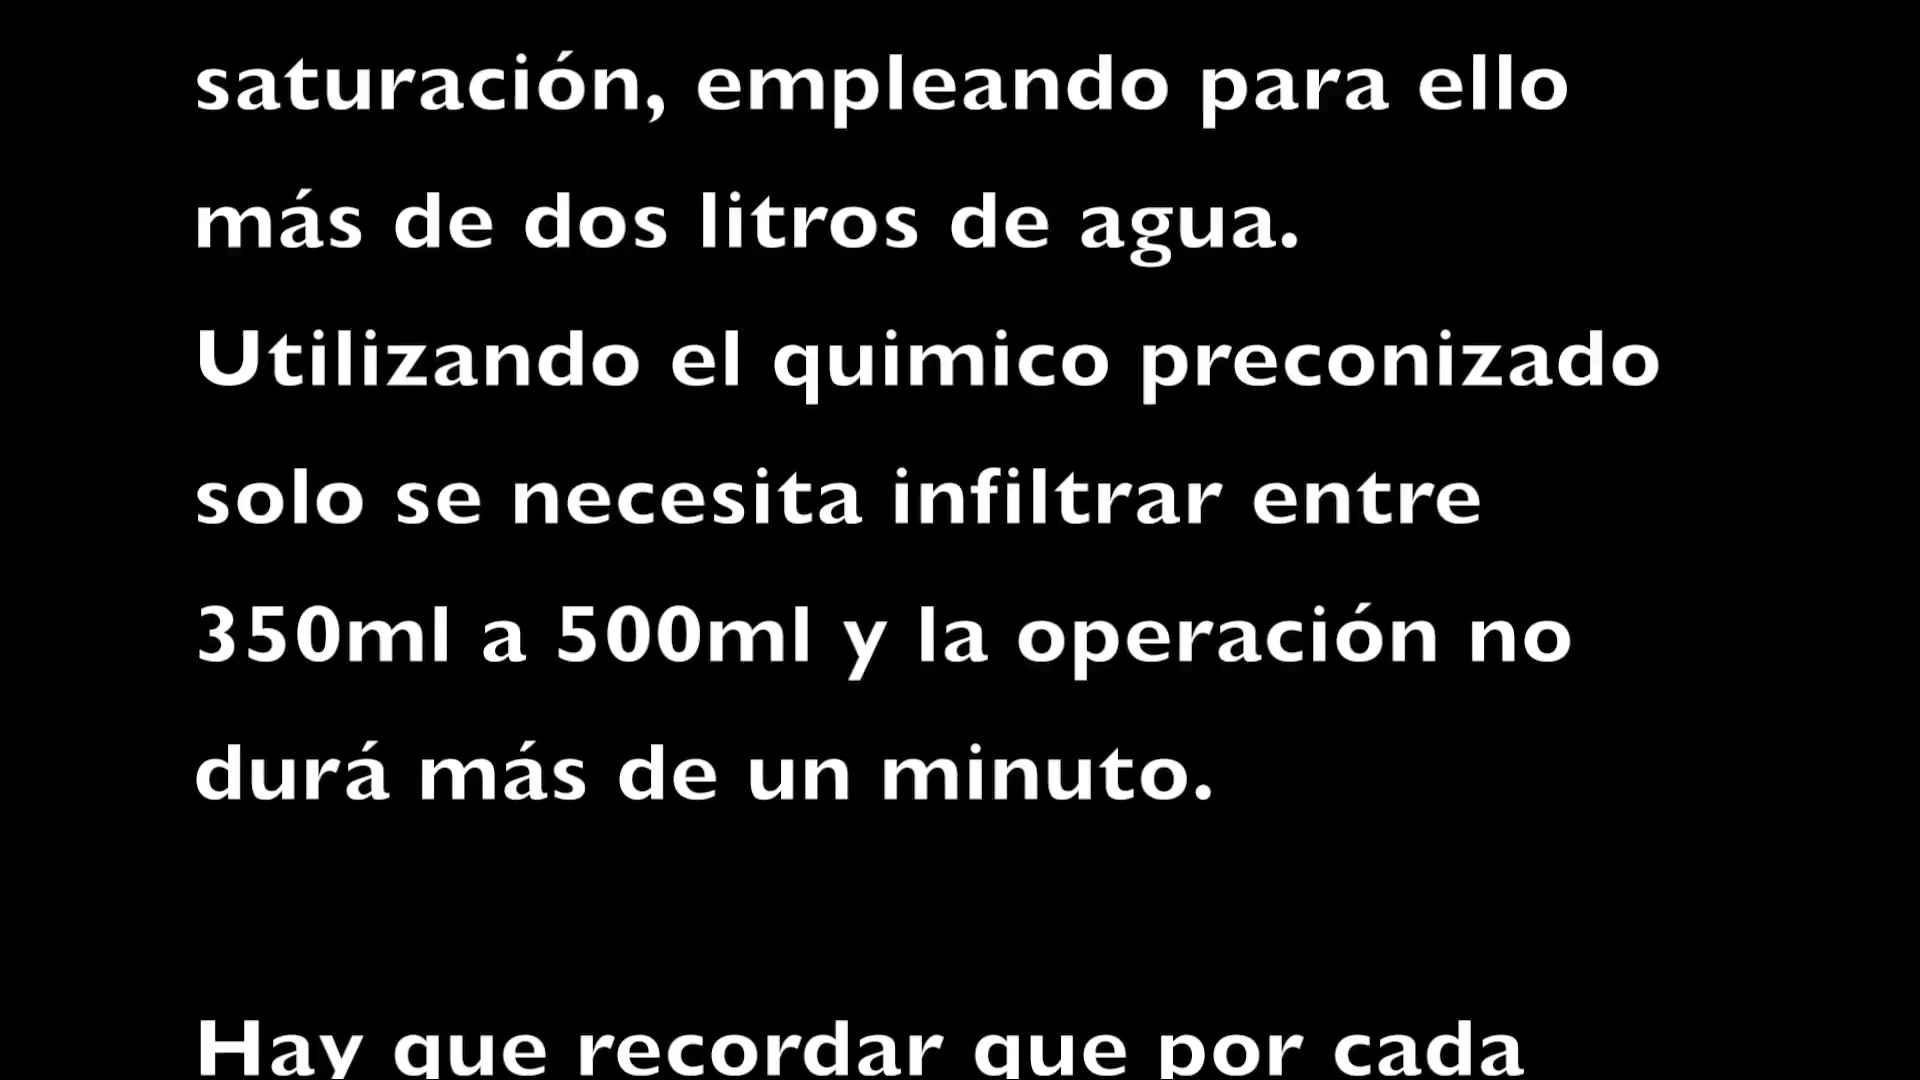 saturación, empleando para ello
más de dos litros de agua.
Utilizando el quimico preconizado
solo se necesita infiltrar entre
350ml a 500ml y la operación no
durá más de un minuto.
Hay que recordar que por cada